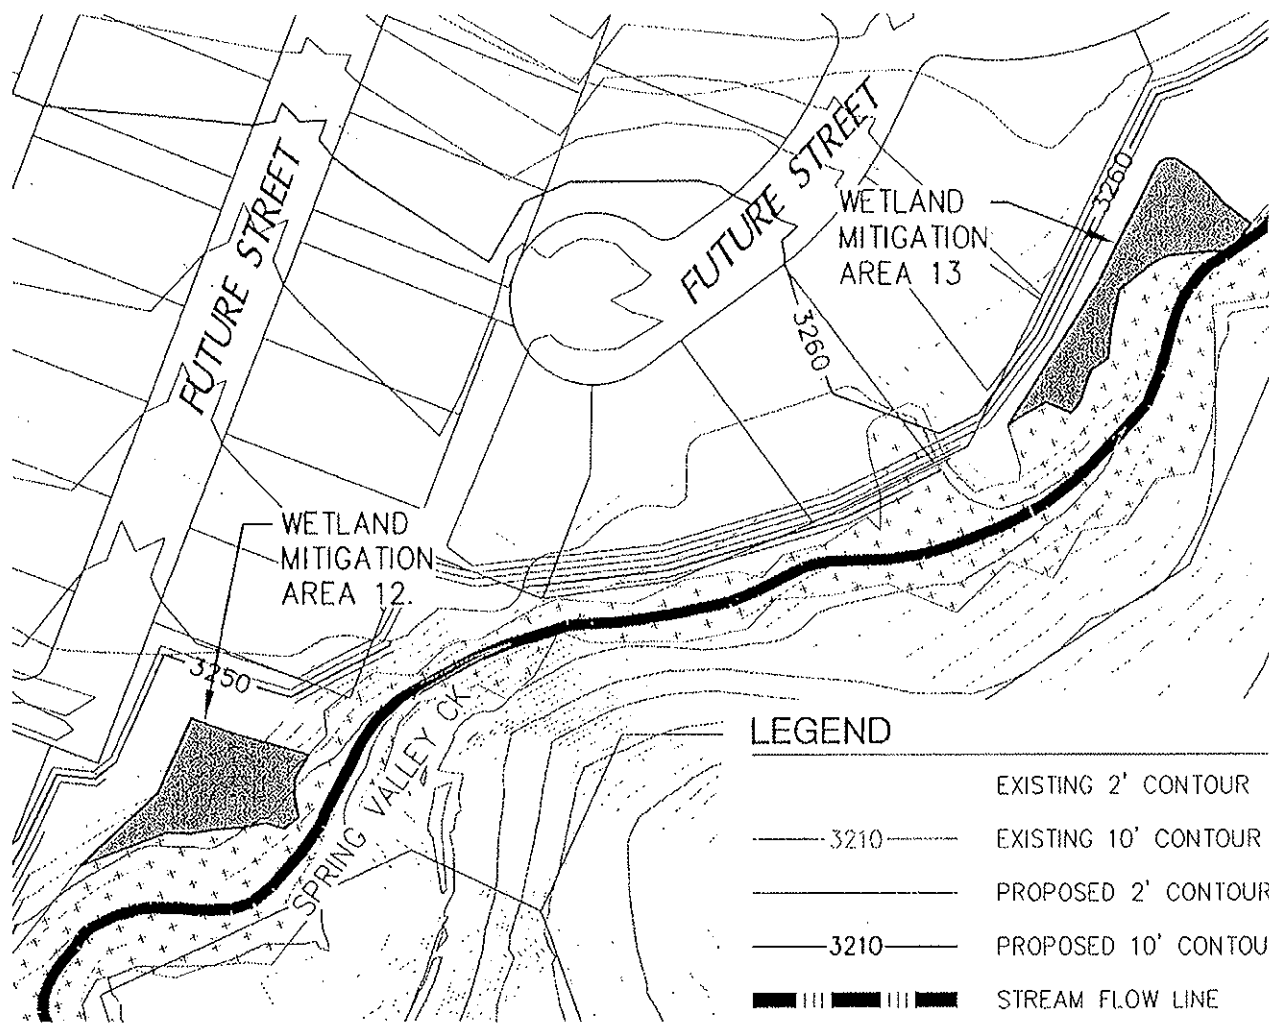 FUTURE STREET
FUTURE STREET
WETLAND
MITIGATION
AREA 13
3260
3260
WETLAND
MITIGATION
AREA 12.
3250
SPRING VALLEY CK
LEGEND
EXISTING 2' CONTOUR
3210 EXISTING 10' CONTOUR
PROPOSED 2' CONTOUR
3210 PROPOSED 10' CONTOU
STREAM FLOW LINE